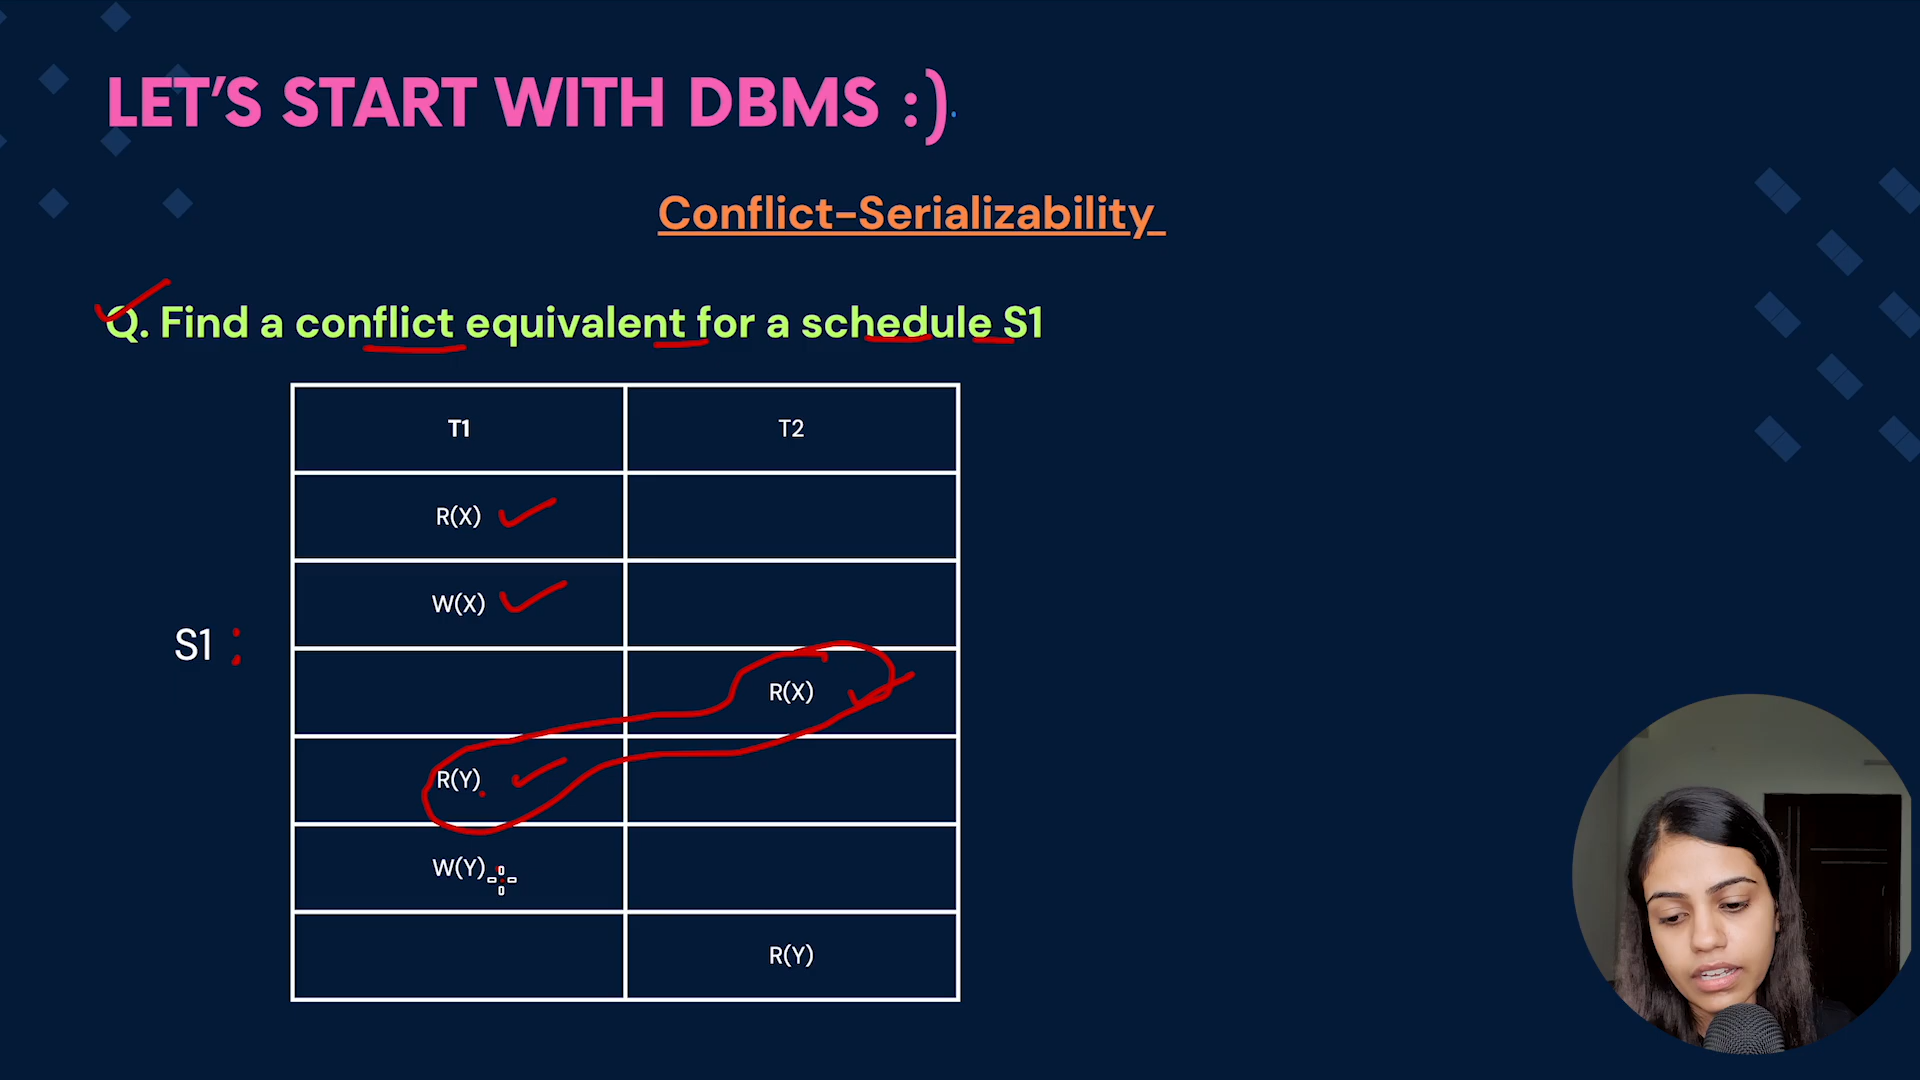 LET'S START WITH DBMS :)
Conflict-Serializability
Q. Find a conflict equivalent for a schedule S1
T1 T2
R(X)
W(X)
S1 :
R(X)
R(Y)
W(Y)
R(Y)